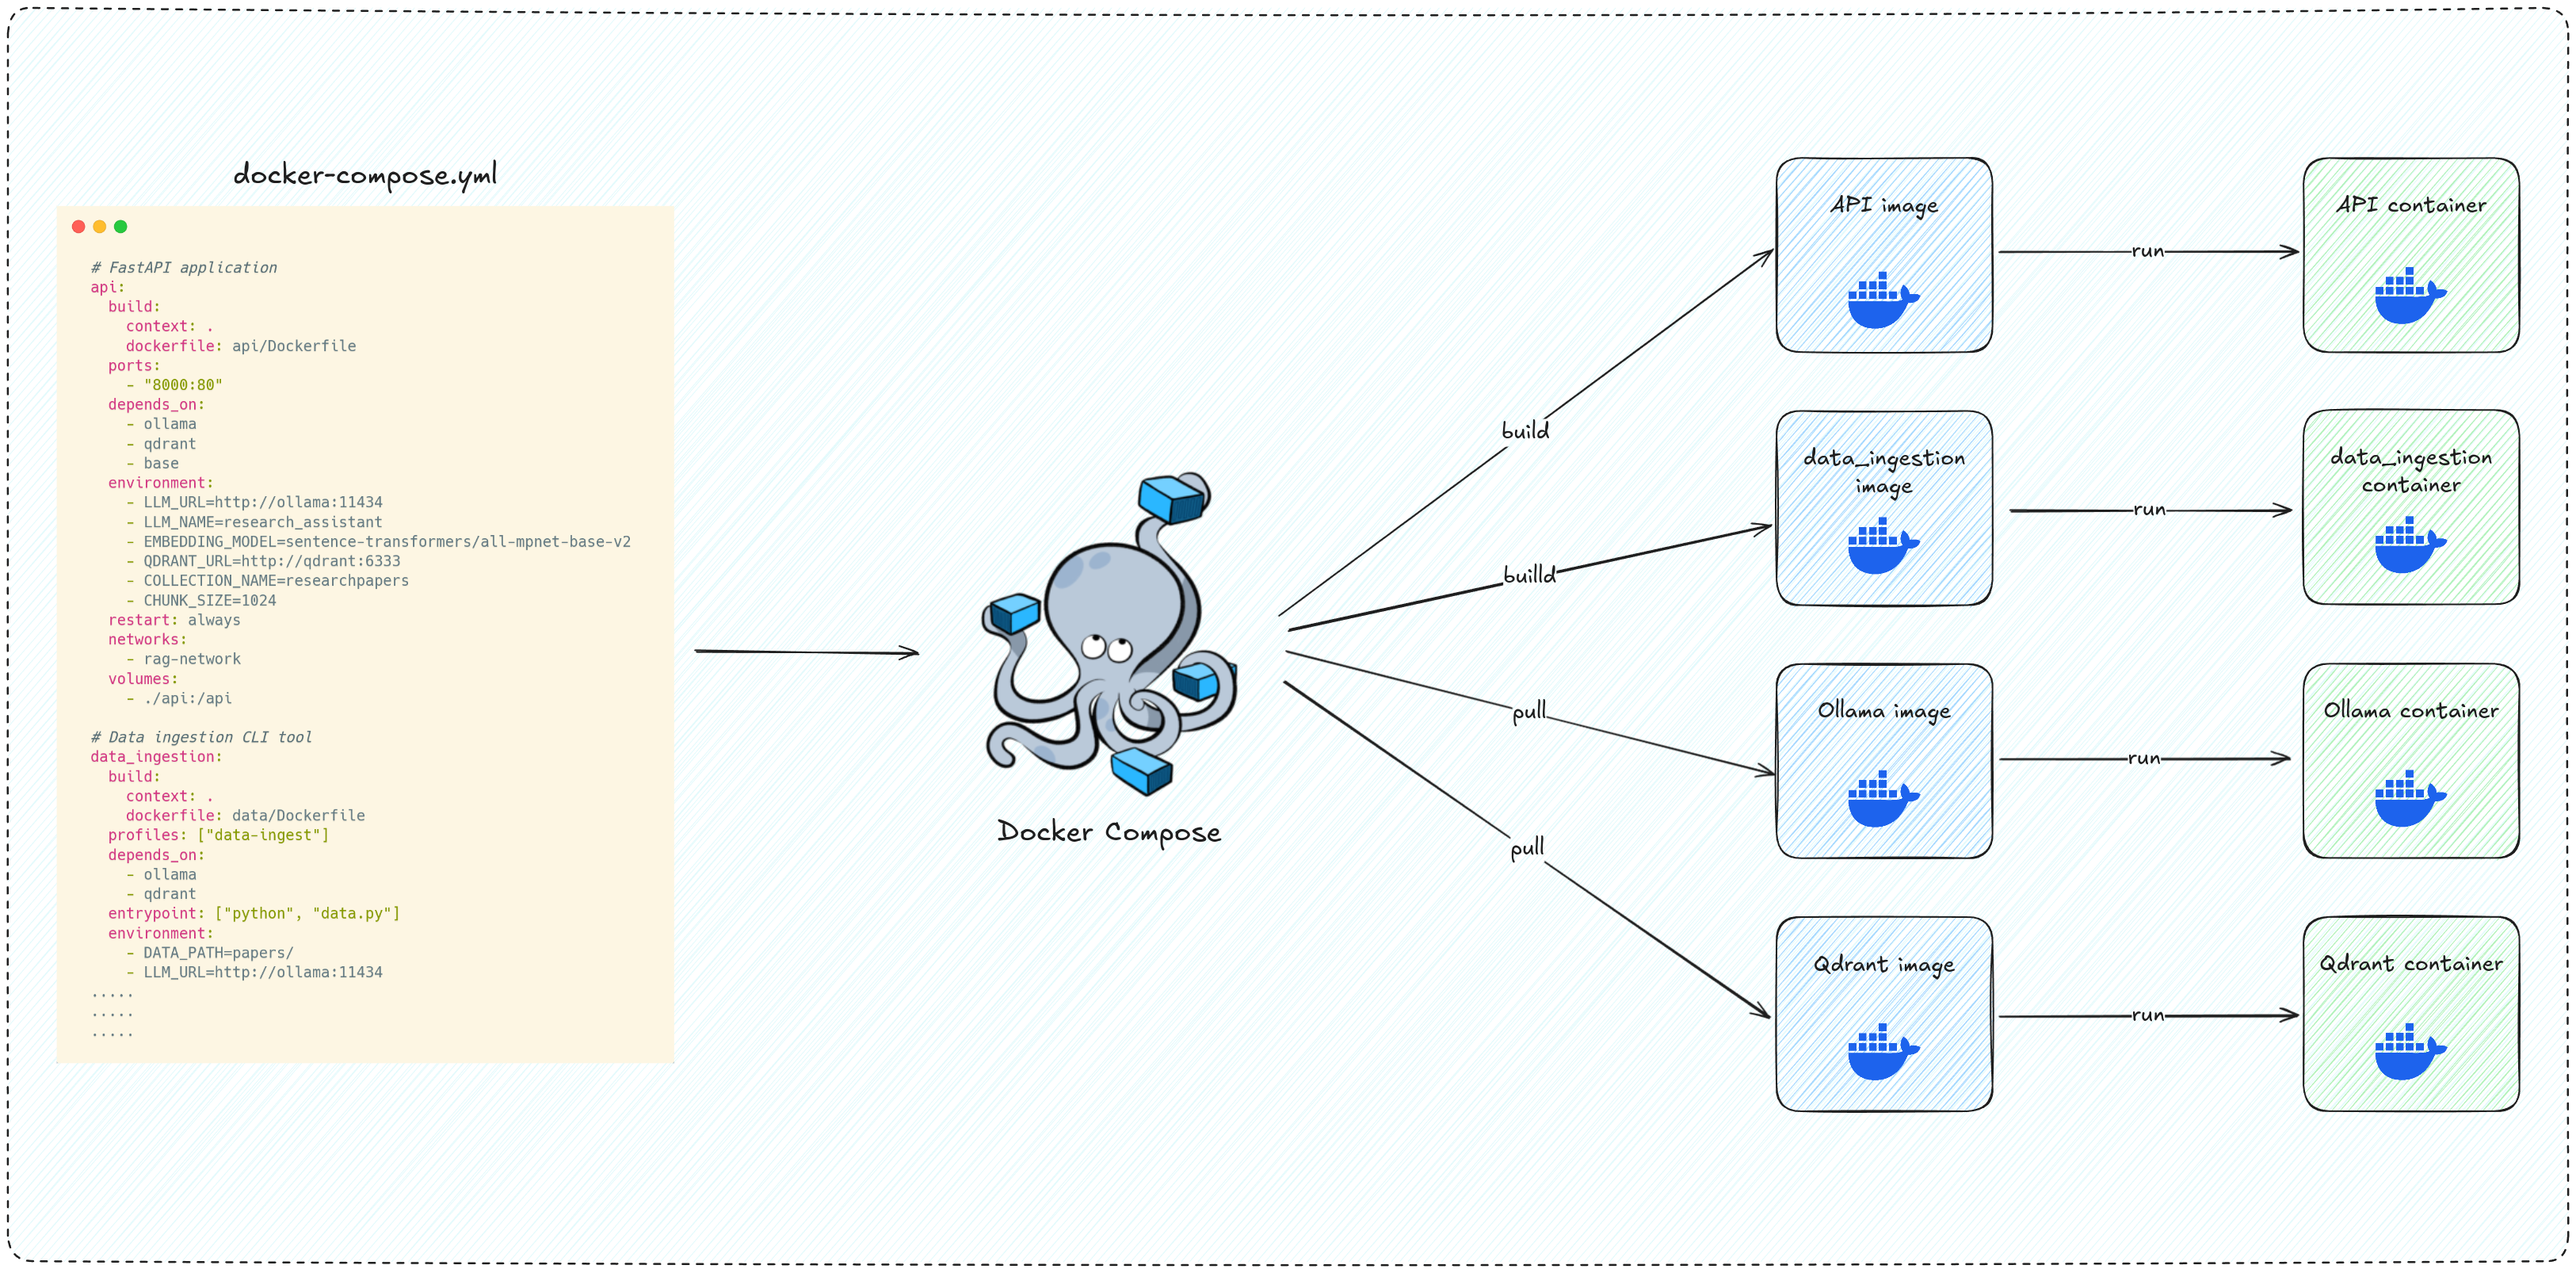 docker-compose.yml
# FastAPI application
api:
  build:
    context: .
    dockerfile: api/Dockerfile
  ports:
    - "8000:80"
  depends_on:
    - ollama
    - qdrant
    - base
  environment:
    - LLM_URL=http://ollama:11434
    - LLM_NAME=research_assistant
    - EMBEDDING_MODEL=sentence-transformers/all-mpnet-base-v2
    - QDRANT_URL=http://qdrant:6333
    - COLLECTION_NAME=researchpapers
    - CHUNK_SIZE=1024
  restart: always
  networks:
    - rag-network
  volumes:
    - ./api:/api
# Data ingestion CLI tool
data_ingestion:
  build:
    context: .
    dockerfile: data/Dockerfile
  profiles: ["data-ingest"]
  depends_on:
    - ollama
    - qdrant
  entrypoint: ["python", "data.py"]
  environment:
    - DATA_PATH=papers/
    - LLM_URL=http://ollama:11434
.....
.....
.....
Docker Compose
build
API image
run
API container
builld
data_ingestion
image
run
data_ingestion
container
pull
Ollama image
run
Ollama container
pull
Qdrant image
run
Qdrant container